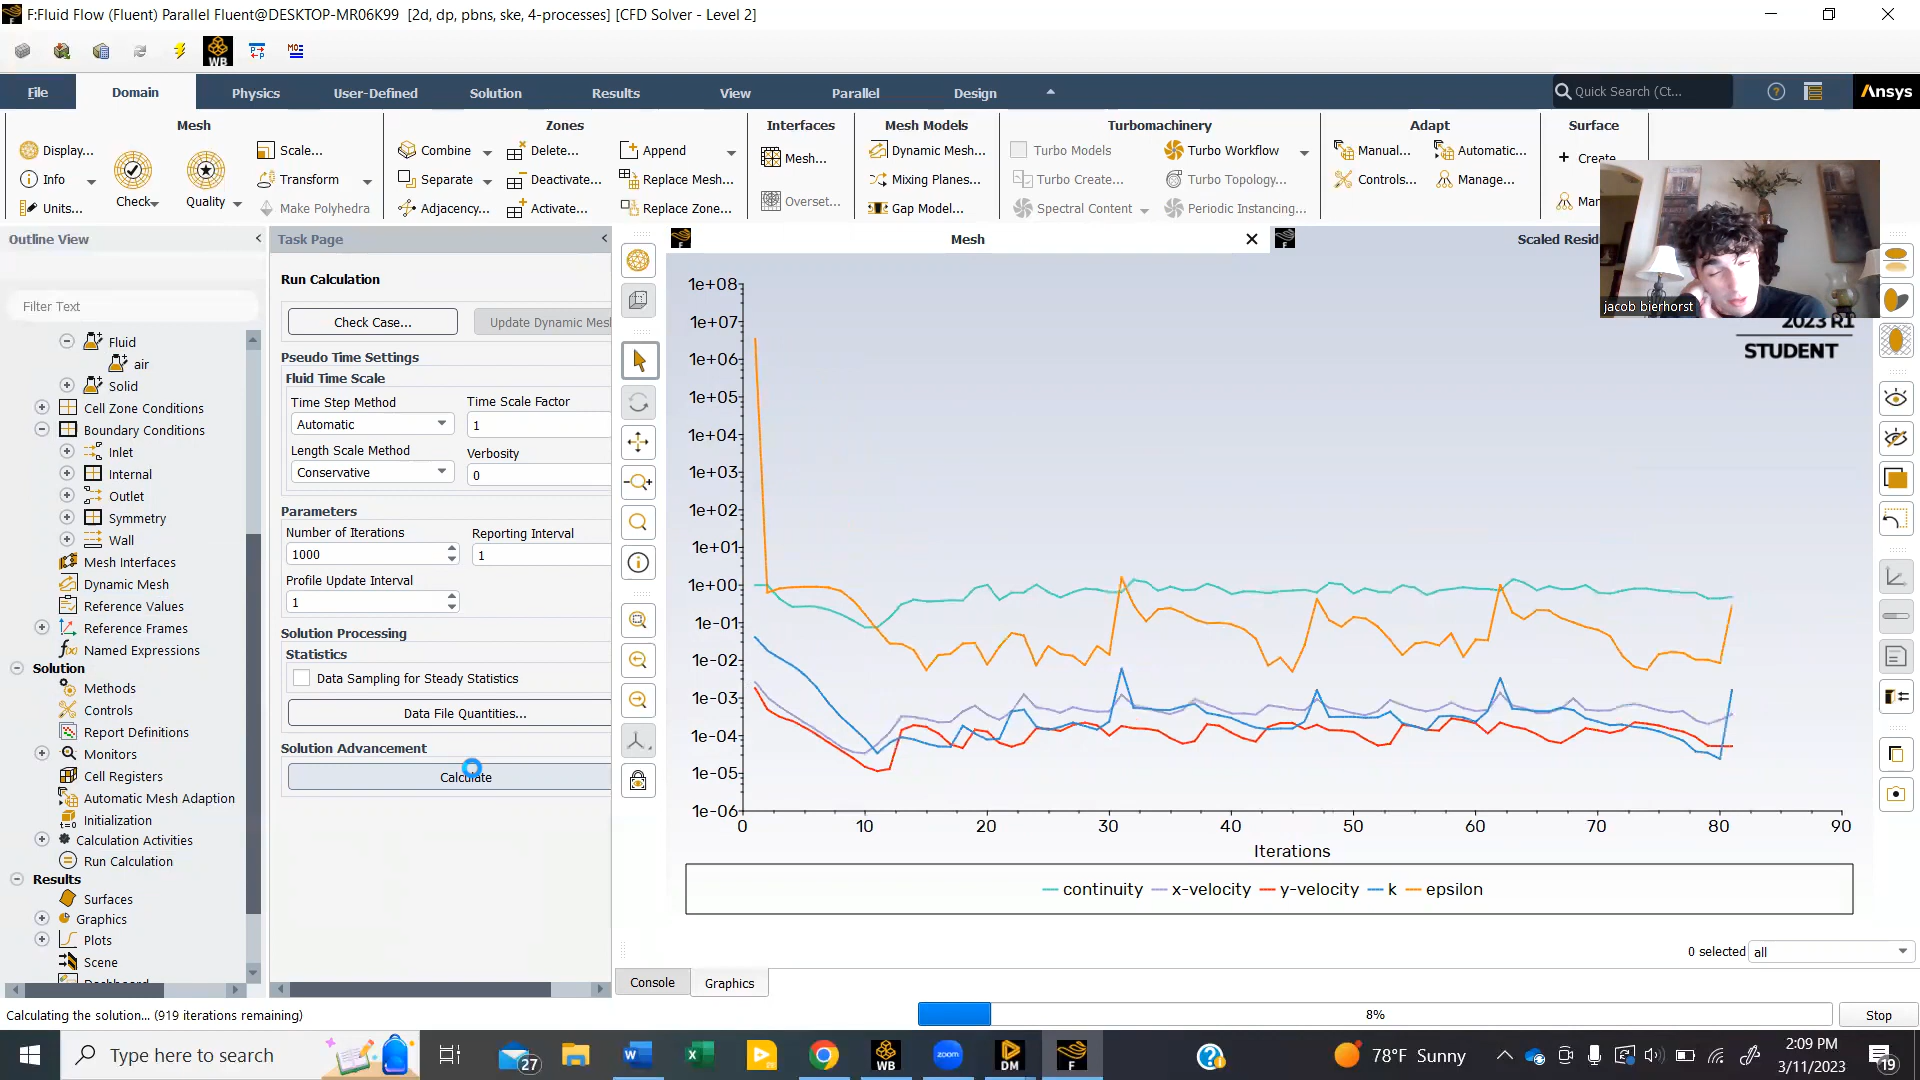 F:Fluid Flow (Fluent) Parallel Fluent@DESKTOP-MR06K99 [2d, dp, pbns, ske, 4-processes] [CFD Solver - Level 2]
WB
File
Domain
Physics
User-Defined
Solution
Results
View
Parallel
Design
Quick Search (Ct...
Ansys
Mesh
Zones
Interfaces
Mesh Models
Turbomachinery
Adapt
Surface
Display...
Scale...
Combine
Delete...
Append
Mesh...
Dynamic Mesh...
Turbo Models
Turbo Workflow
Manual...
Automatic...
Create
Info
Check
Quality
Transform
Separate
Deactivate...
Replace Mesh...
Overset...
Mixing Planes...
Turbo Create...
Turbo Topology...
Controls...
Manage...
Units...
Make Polyhedra
Adjacency...
Activate...
Replace Zone...
Gap Model...
Spectral Content
Periodic Instancing...
Outline View
Filter Text
Fluid
air
Solid
Cell Zone Conditions
Boundary Conditions
Inlet
Internal
Outlet
Symmetry
Wall
Mesh Interfaces
Dynamic Mesh
Reference Values
Reference Frames
Named Expressions
Solution
Methods
Controls
Report Definitions
Monitors
Cell Registers
Automatic Mesh Adaption
Initialization
Calculation Activities
Run Calculation
Results
Surfaces
Graphics
Plots
Scene
Task Page
Run Calculation
Check Case...
Update Dynamic Mesh
Pseudo Time Settings
Fluid Time Scale
Time Step Method
Time Scale Factor
Automatic
1
Length Scale Method
Verbosity
Conservative
0
Parameters
Number of Iterations
Reporting Interval
1000
1
Profile Update Interval
1
Solution Processing
Statistics
Data Sampling for Steady Statistics
Data File Quantities...
Solution Advancement
Calculate
Mesh
Scaled Resid
jacob bierhorst
2023 R1
STUDENT
1e+08
1e+07
1e+06
1e+05
1e+04
1e+03
1e+02
1e+01
1e+00
1e-01
1e-02
1e-03
1e-04
1e-05
1e-06
0 10 20 30 40 50 60 70 80 90
Iterations
continuity x-velocity y-velocity k epsilon
0 selected all
Console
Graphics
Calculating the solution... (919 iterations remaining)
8%
Stop
Type here to search
27
WB
zoom
DM
F
78°F Sunny
2:09 PM
3/11/2023
19